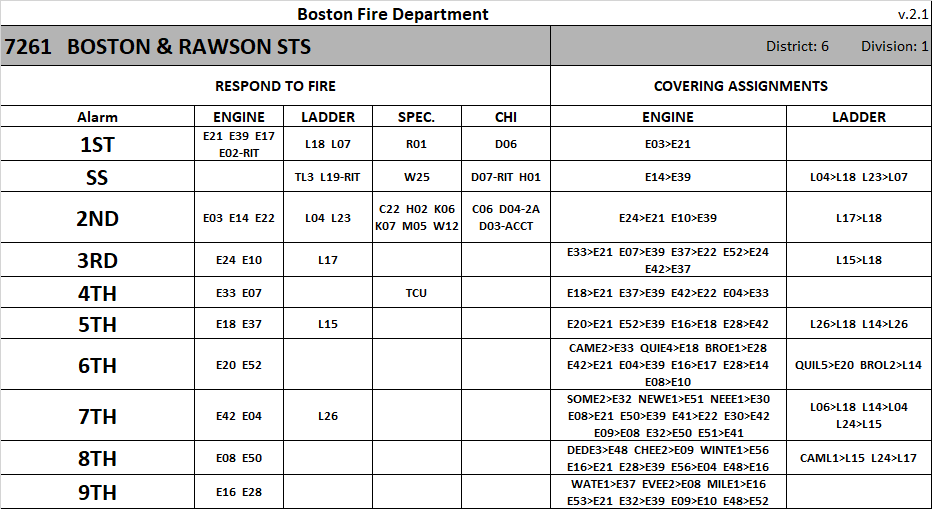 Boston Fire Department v.2.1
7261 BOSTON & RAWSON STS District: 6 Division: 1
RESPOND TO FIRE COVERING ASSIGNMENTS
Alarm ENGINE LADDER SPEC. CHI ENGINE LADDER
1ST
E21 E39 E17
E02-RIT
L18 L07
R01
D06
E03>E21
SS
TL3 L19-RIT
W25
D07-RIT H01
E14>E39
L04>L18 L23>L07
2ND
E03 E14 E22
L04 L23
C22 H02 K06
K07 M05 W12
C06 D04-2A
D03-ACCT
E24>E21 E10>E39
L17>L18
3RD
E24 E10
L17
E33>E21 E07>E39 E37>E22 E52>E24
E42>E37
L15>L18
4TH
E33 E07
TCU
E18>E21 E37>E39 E42>E22 E04>E33
5TH
E18 E37
L15
E20>E21 E52>E39 E16>E18 E28>E42
L26>L18 L14>L26
6TH
E20 E52
CAME2>E33 QUIE4>E18 BROE1>E28
E42>E21 E04>E39 E16>E17 E28>E14
E08>E10
QUIL5>E20 BROL2>L14
7TH
E42 E04
L26
SOME2>E32 NEWE1>E51 NEEE1>E30
E08>E21 E50>E39 E41>E22 E30>E42
E09>E08 E32>E50 E51>E41
L06>L18 L14>L04
L24>L15
8TH
E08 E50
DEDE3>E48 CHEE2>E09 WINTE1>E56
E16>E21 E28>E39 E56>E04 E48>E16
CAML1>L15 L24>L17
9TH
E16 E28
WATE1>E37 EVEE2>E08 MILE1>E16
E53>E21 E32>E39 E09>E10 E48>E52